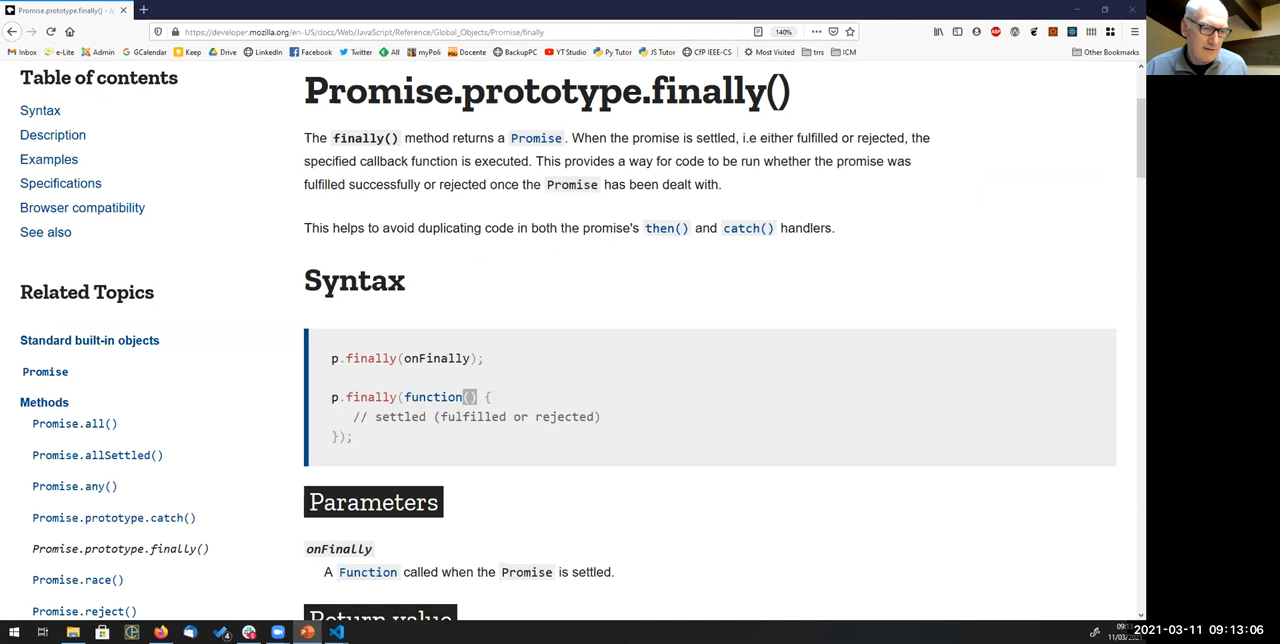 Promise.prototype.finally() - Ja
https://developer.mozilla.org/en-US/docs/Web/JavaScript/Reference/Global_Objects/Promise/finally
140%
Inbox e-Lite Admin GCalendar Keep Drive LinkedIn Facebook Twitter All myPoli Docente BackupPC YT Studio Py Tutor JS Tutor CfP IEEE-CS Most Visited trns ICM Other Bookmarks
Table of contents
Syntax
Description
Examples
Specifications
Browser compatibility
See also
Related Topics
Standard built-in objects
Promise
Methods
Promise.all()
Promise.allSettled()
Promise.any()
Promise.prototype.catch()
Promise.prototype.finally()
Promise.race()
Promise.reject()
Promise.prototype.finally()
The finally() method returns a Promise. When the promise is settled, i.e either fulfilled or rejected, the
specified callback function is executed. This provides a way for code to be run whether the promise was
fulfilled successfully or rejected once the Promise has been dealt with.
This helps to avoid duplicating code in both the promise's then() and catch() handlers.
Syntax
p.finally(onFinally);
p.finally(function() {
// settled (fulfilled or rejected)
});
Parameters
onFinally
A Function called when the Promise is settled.
Return value
2021-03-11 09:13:06